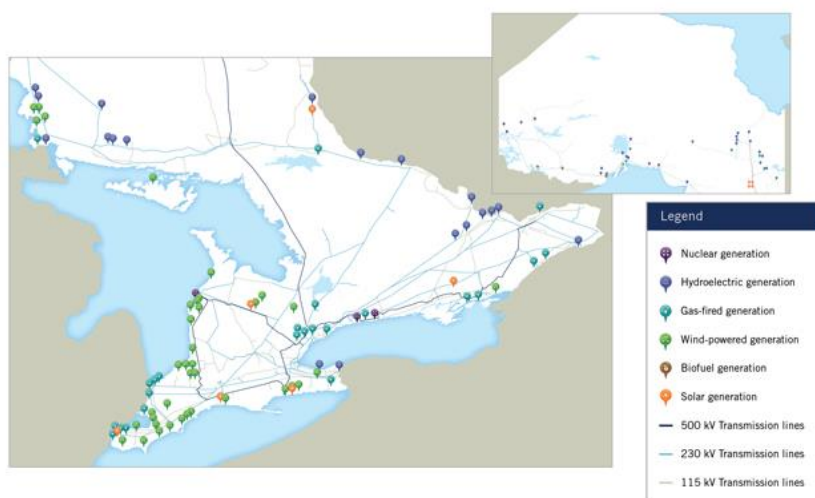 Legend
Nuclear generation
Hydroelectric generation
Gas-fired generation
Wind-powered generation
Biofuel generation
Solar generation
500 kV Transmission lines
230 kV Transmission lines
115 kV Transmission lines